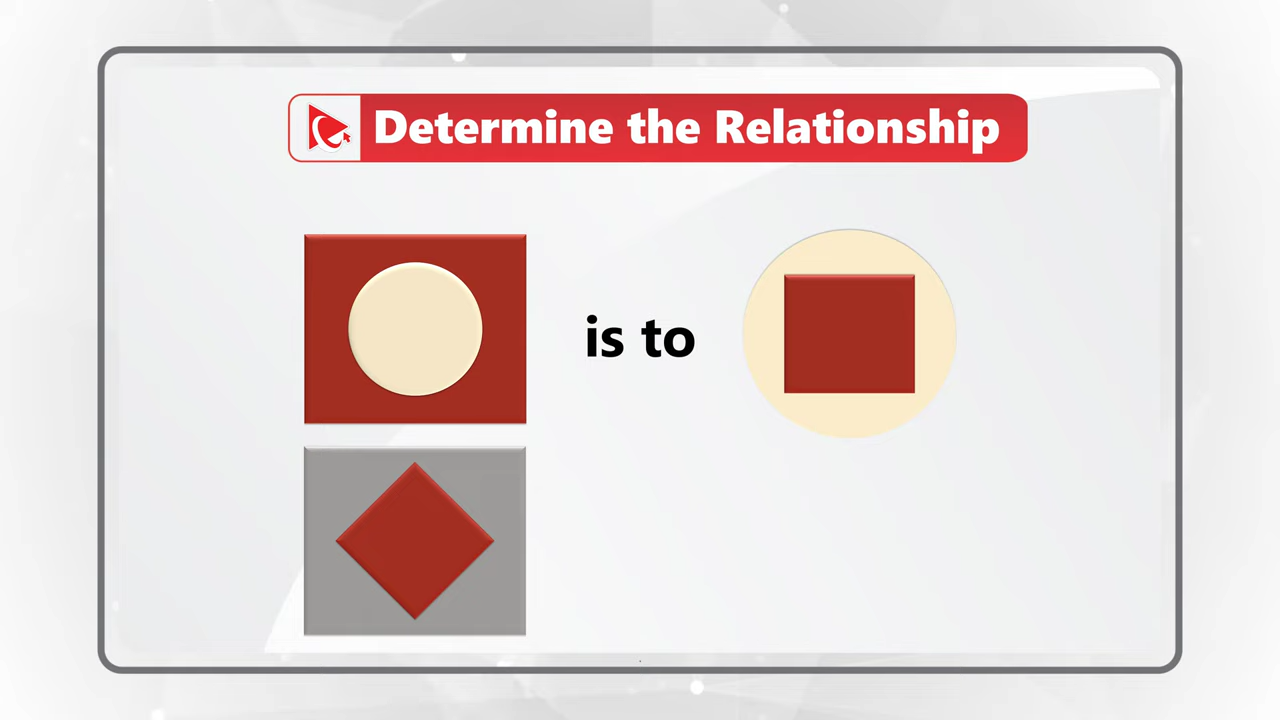 Determine the Relationship
is to